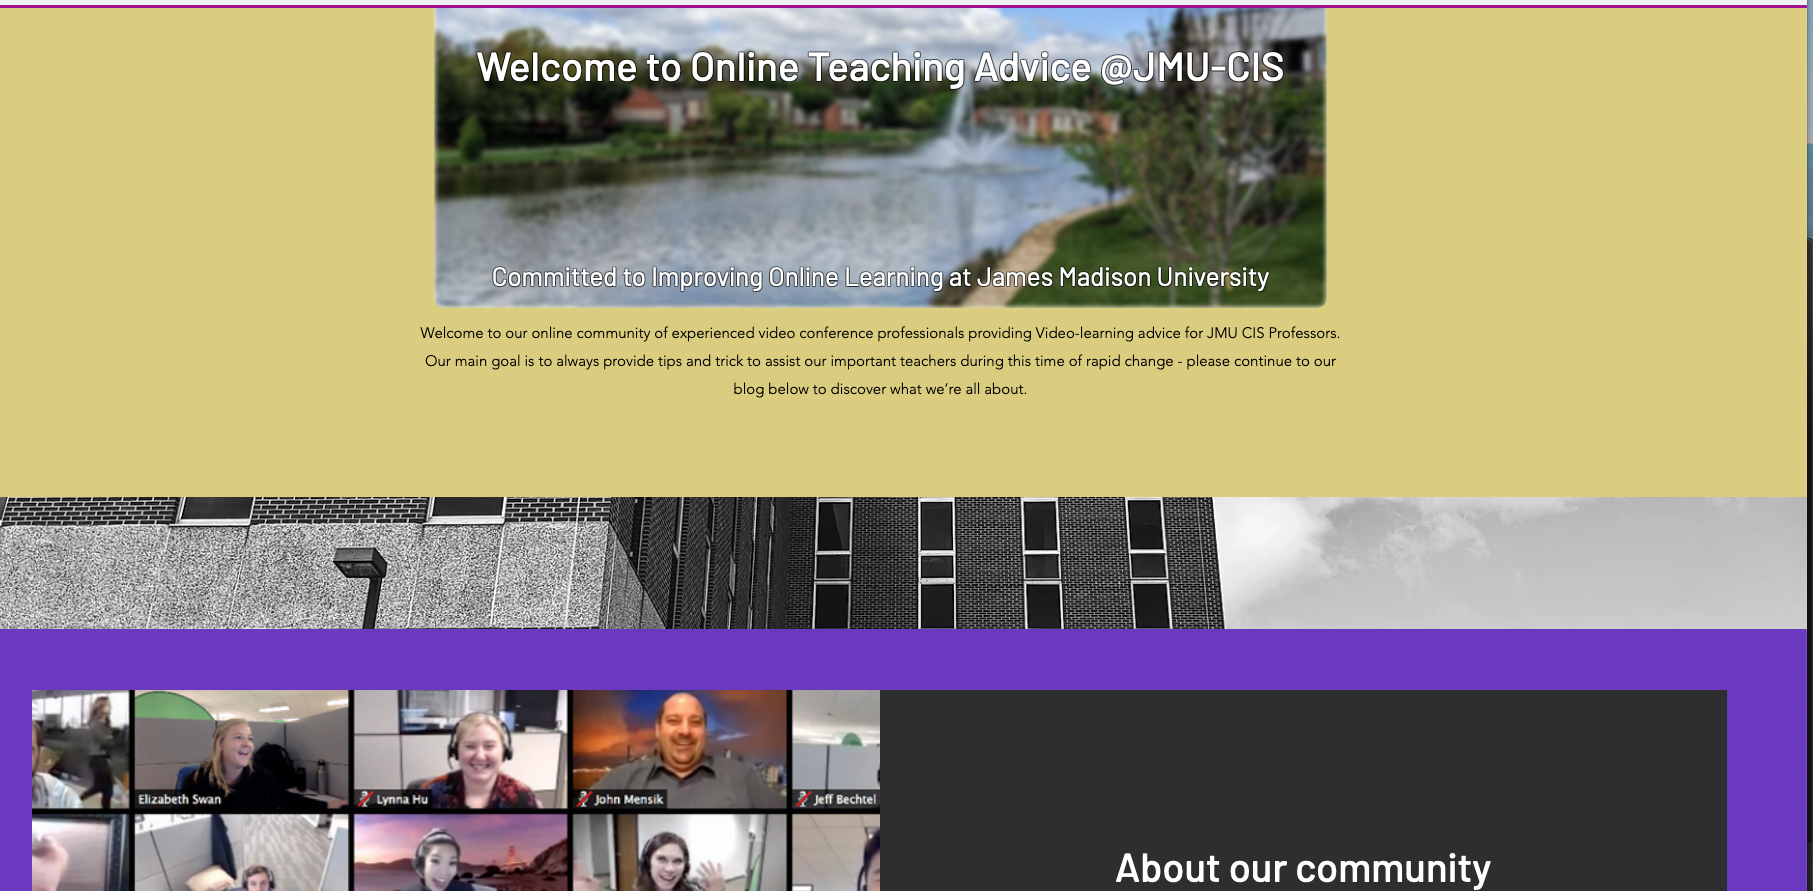 Welcome to Online Teaching Advice @JMU-CIS
Committed to Improving Online Learning at James Madison University
Welcome to our online community of experienced video conference professionals providing Video-learning advice for JMU CIS Professors.
Our main goal is to always provide tips and trick to assist our important teachers during this time of rapid change - please continue to our
blog below to discover what we’re all about.
Elizabeth Swan
Lynna Hu
John Mensik
Jeff Bechtel
About our community